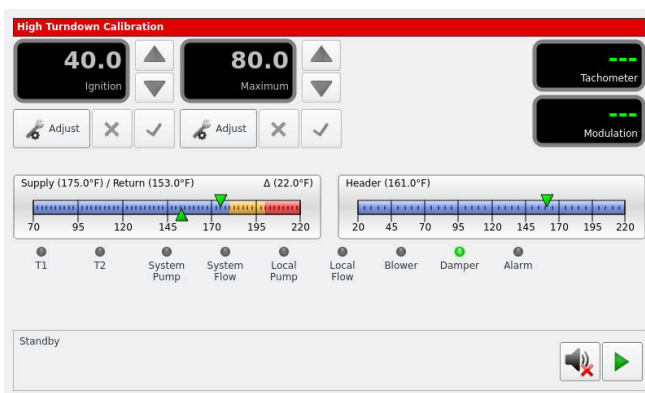 High Turndown Calibration
40.0
Ignition
80.0
Maximum
---
Tachometer
---
Modulation
Adjust
Adjust
Supply (175.0°F) / Return (153.0°F) Δ (22.0°F)
70 95 120 145 170 195 220
Header (161.0°F)
20 45 70 95 120 145 170 195 220
T1
T2
System
Pump
System
Flow
Local
Pump
Local
Flow
Blower
Damper
Alarm
Standby